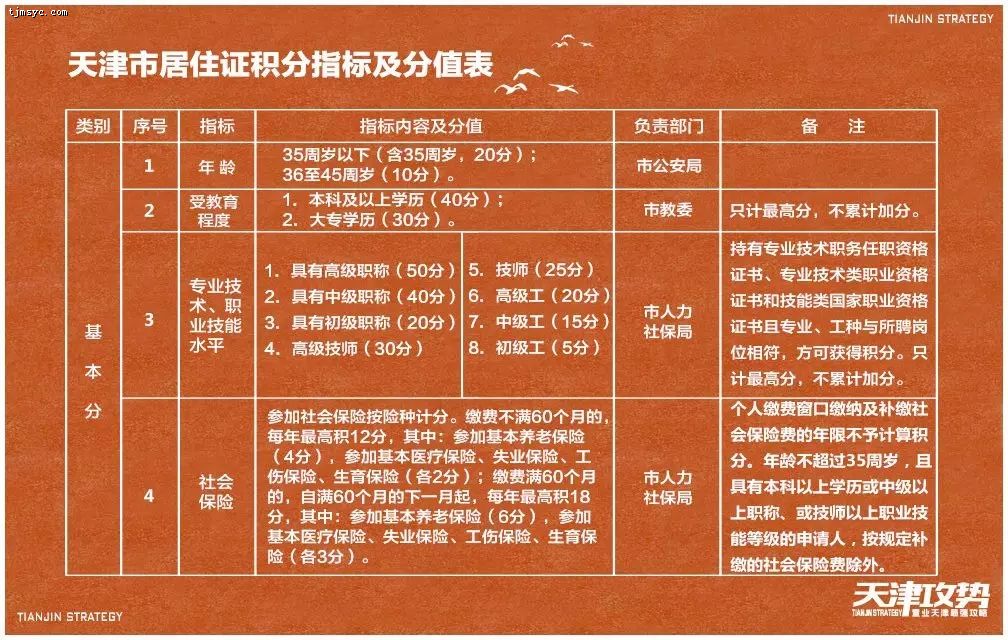 tjmsyc.com
TIANJIN STRATEGY
天津市居住证积分指标及分值表
类别
序号
指标
指标内容及分值
负责部门
备 注
基
本
分
1
年 龄
35周岁以下（含35周岁，20分）；
36至45周岁（10分）。
市公安局
2
受教育
程度
1. 本科及以上学历（40分）；
2. 大专学历（30分）。
市教委
只计最高分，不累计加分。
3
专业技
术、职
业技能
水平
1. 具有高级职称（50分）
2. 具有中级职称（40分）
3. 具有初级职称（20分）
4. 高级技师（30分）
5. 技师（25分）
6. 高级工（20分）
7. 中级工（15分）
8. 初级工（5分）
市人力
社保局
持有专业技术职务任职资格
证书、专业技术类职业资格
证书和技能类国家职业资格
证书且专业、工种与所聘岗
位相符，方可获得积分。只
计最高分，不累计加分。
4
社会
保险
参加社会保险按险种计分。缴费不满60个月的，
每年最高积12分，其中：参加基本养老保险
（4分），参加基本医疗保险、失业保险、工
伤保险、生育保险（各2分）；缴费满60个月
的，自满60个月的下一月起，每年最高积18
分，其中：参加基本养老保险（6分），参加
基本医疗保险、失业保险、工伤保险、生育保
险（各3分）。
市人力
社保局
个人缴费窗口缴纳及补缴社
会保险费的年限不予计算积
分。年龄不超过35周岁，且
具有本科以上学历或中级以
上职称、或技师以上职业技
能等级的申请人，按规定补
缴的社会保险费除外。
TIANJIN STRATEGY
天津攻势
TIANJIN STRATEGY 置业天津最强攻略